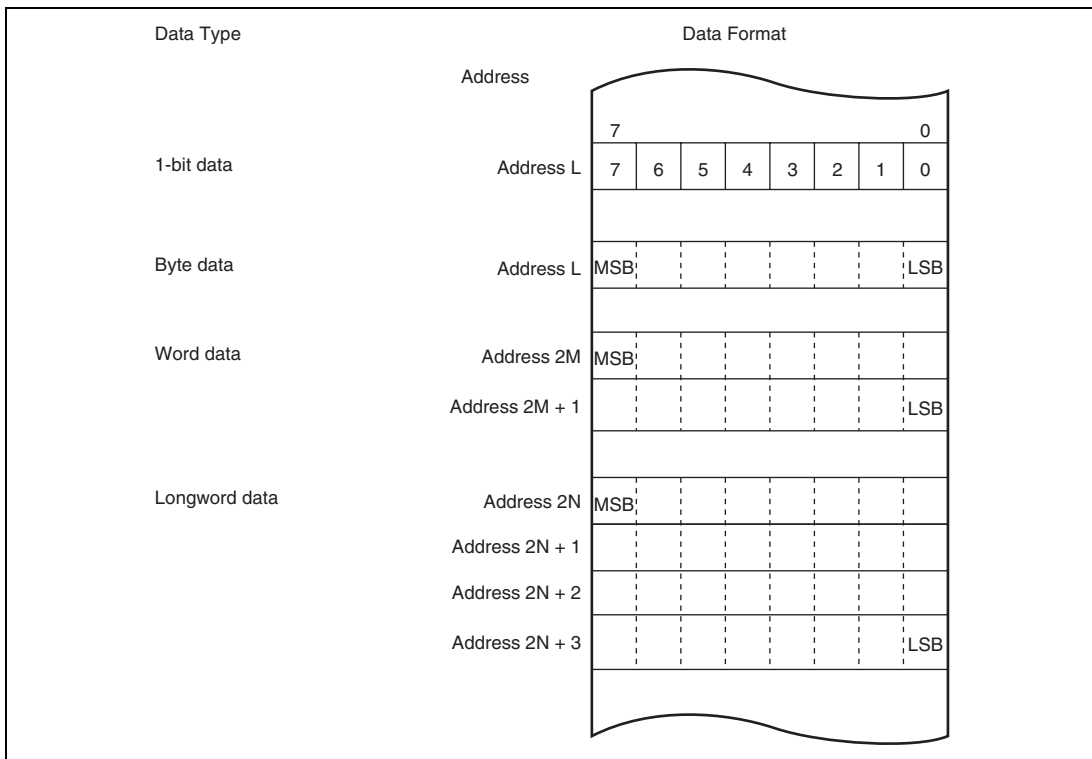 Data Type Data Format
Address
7 0
1-bit data Address L 7 6 5 4 3 2 1 0
Byte data Address L MSB LSB
Word data Address 2M MSB
Address 2M + 1 LSB
Longword data Address 2N MSB
Address 2N + 1
Address 2N + 2
Address 2N + 3 LSB